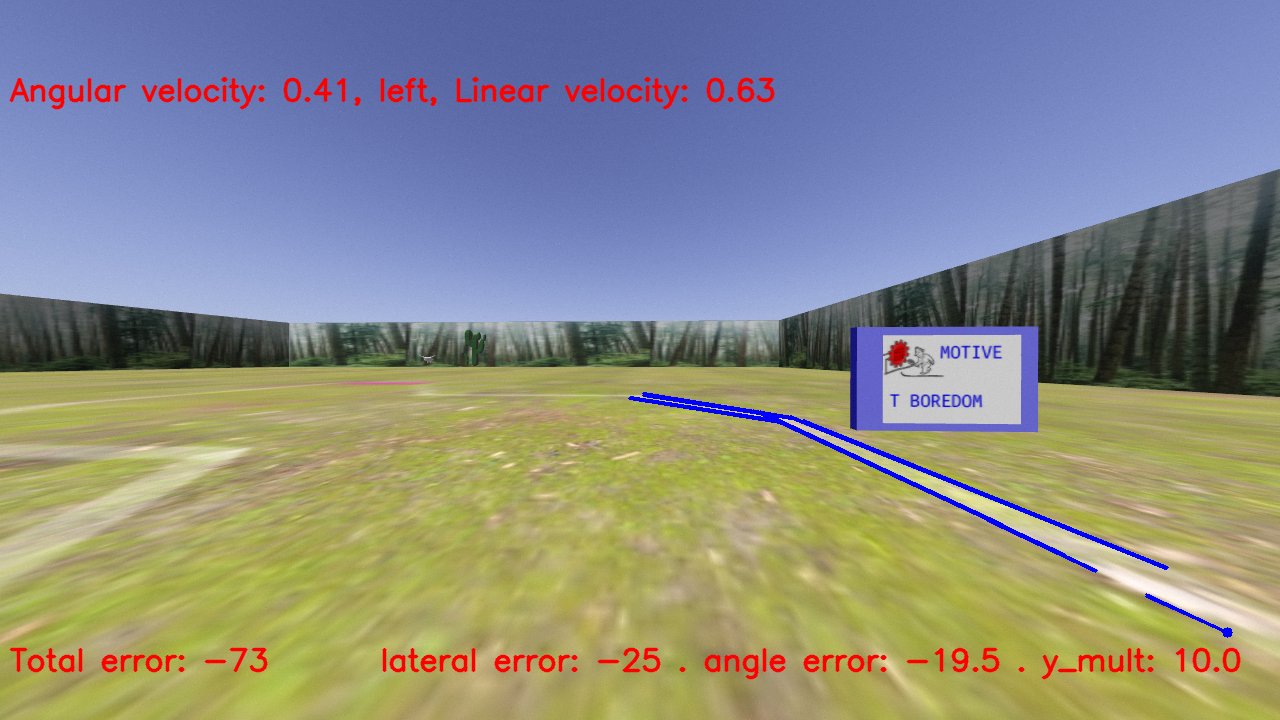 Angular velocity: 0.41, left, Linear velocity: 0.63
MOTIVE
T BOREDOM
Total error: -73 lateral error: -25 . angle error: -19.5 . y_mult: 10.0